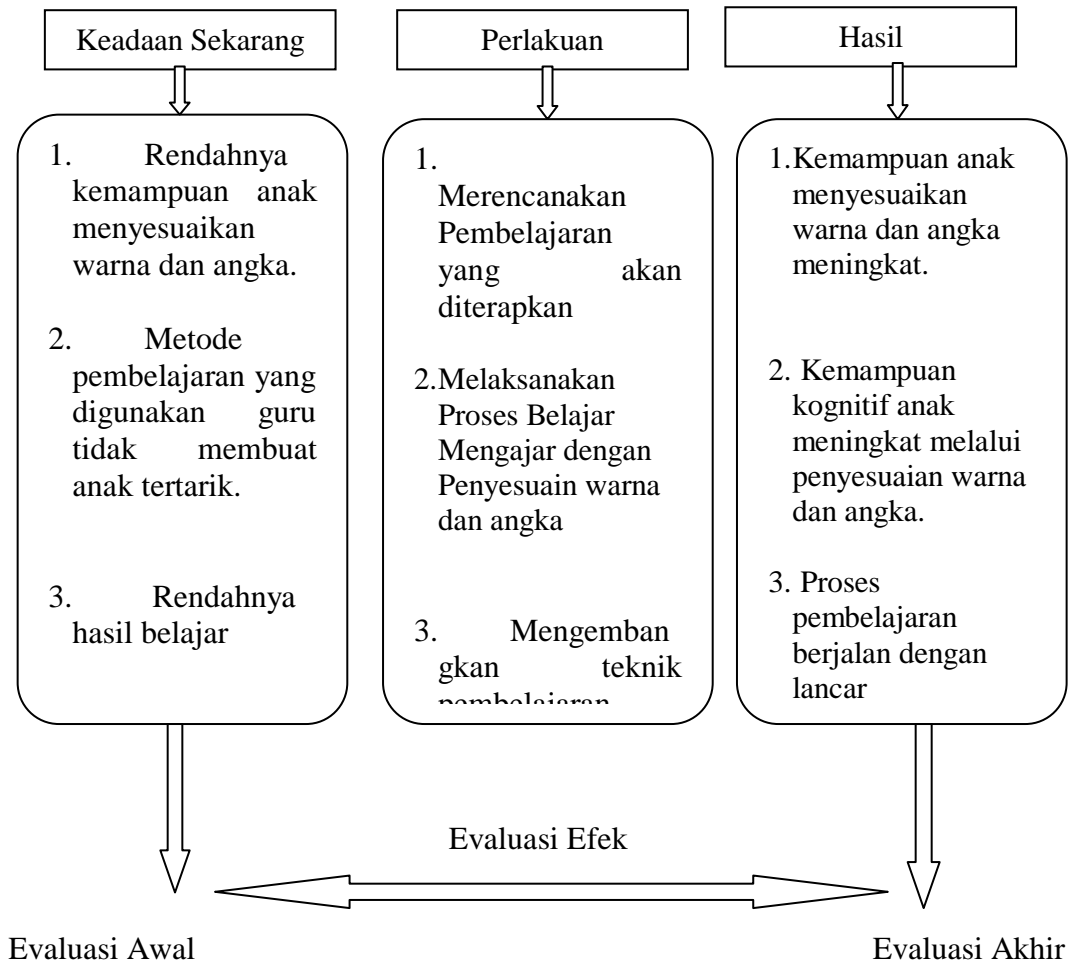 Keadaan Sekarang
Perlakuan
Hasil
1. Rendahnya
kemampuan anak
menyesuaikan
warna dan angka.
2. Metode
pembelajaran yang
digunakan guru
tidak membuat
anak tertarik.
3. Rendahnya
hasil belajar
1.
Merencanakan
Pembelajaran
yang akan
diterapkan
2.Melaksanakan
Proses Belajar
Mengajar dengan
Penyesuain warna
dan angka
3. Mengemban
gkan teknik
pembelajaran
1.Kemampuan anak
menyesuaikan
warna dan angka
meningkat.
2. Kemampuan
kognitif anak
meningkat melalui
penyesuaian warna
dan angka.
3. Proses
pembelajaran
berjalan dengan
lancar
Evaluasi Efek
Evaluasi Awal
Evaluasi Akhir